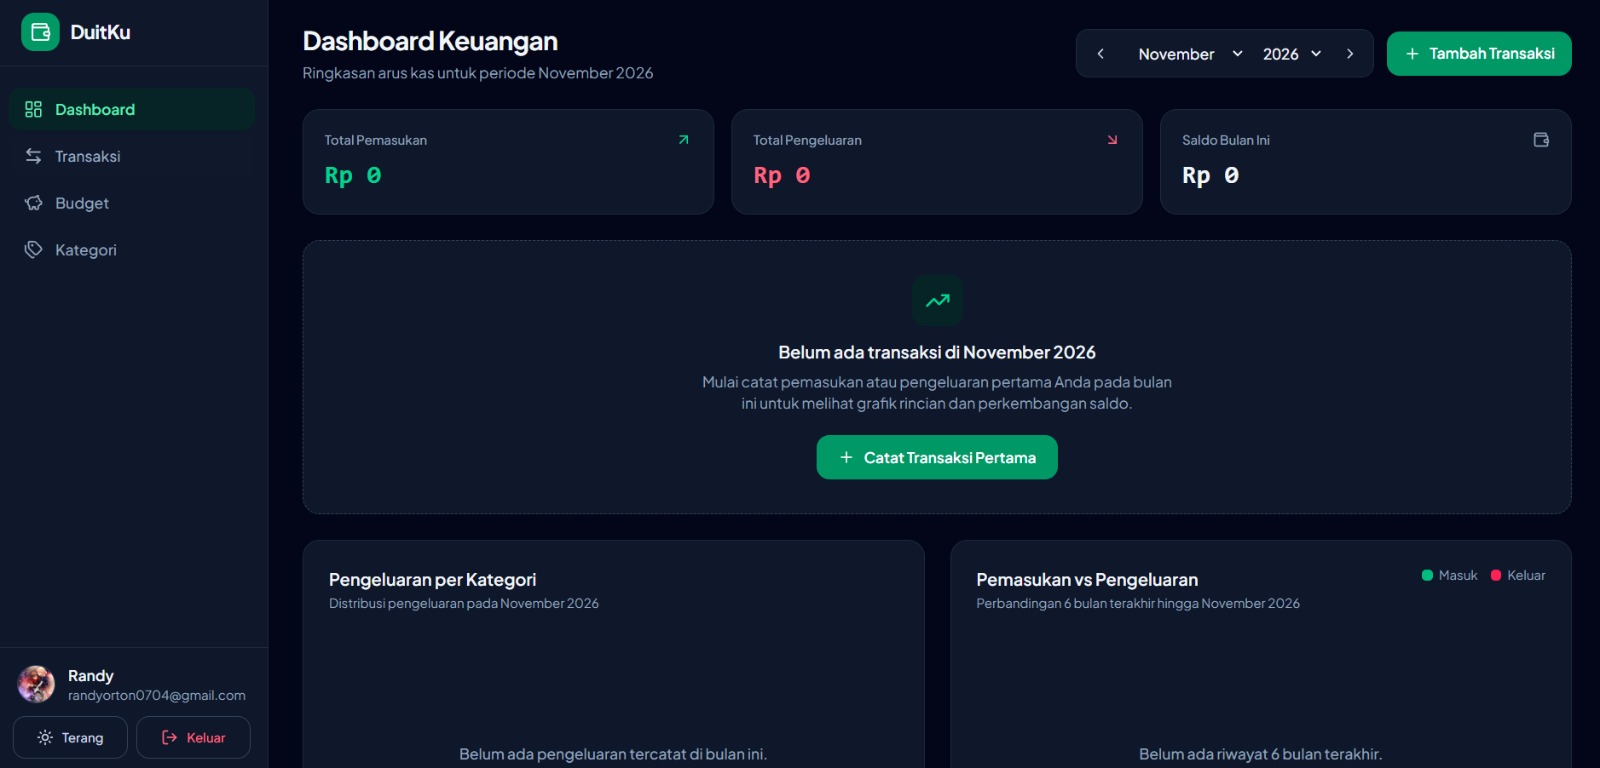 DuitKu
Dashboard
Transaksi
Budget
Kategori
Randy
randyorton0704@gmail.com
Terang
Keluar
Dashboard Keuangan
Ringkasan arus kas untuk periode November 2026
November
2026
Tambah Transaksi
Total Pemasukan
Rp 0
Total Pengeluaran
Rp 0
Saldo Bulan Ini
Rp 0
Belum ada transaksi di November 2026
Mulai catat pemasukan atau pengeluaran pertama Anda pada bulan
ini untuk melihat grafik rincian dan perkembangan saldo.
Catat Transaksi Pertama
Pengeluaran per Kategori
Distribusi pengeluaran pada November 2026
Belum ada pengeluaran tercatat di bulan ini.
Pemasukan vs Pengeluaran
Perbandingan 6 bulan terakhir hingga November 2026
Masuk
Keluar
Belum ada riwayat 6 bulan terakhir.